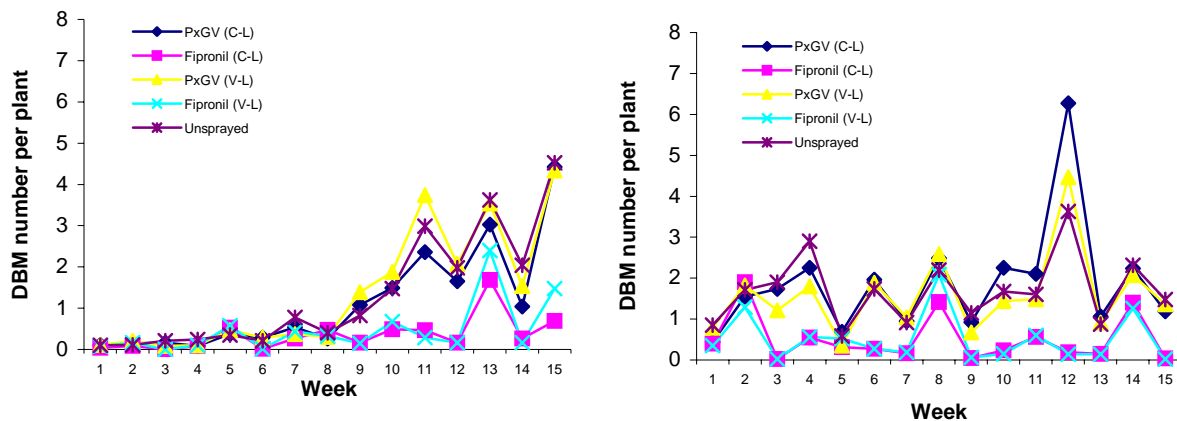 DBM number per plant
8
7
6
5
4
3
2
1
0
PxGV (C-L)
Fipronil (C-L)
PxGV (V-L)
Fipronil (V-L)
Unsprayed
1 2 3 4 5 6 7 8 9 10 11 12 13 14 15
Week
DBM number per plant
8
7
6
5
4
3
2
1
0
PxGV (C-L)
Fipronil (C-L)
PxGV (V-L)
Fipronil (V-L)
Unsprayed
1 2 3 4 5 6 7 8 9 10 11 12 13 14 15
Week